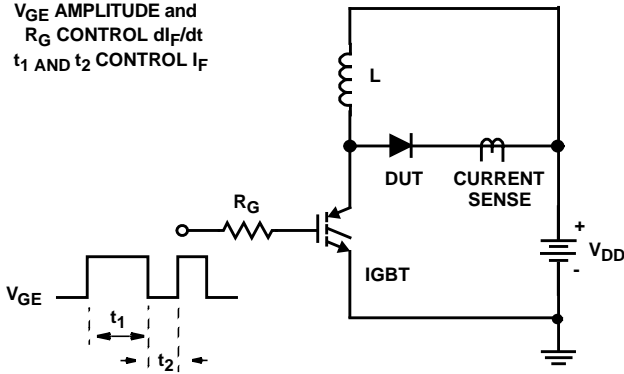 VGE AMPLITUDE and
RG CONTROL dIF/dt
t1 AND t2 CONTROL IF
L
DUT
CURRENT
SENSE
RG
+
VDD
-
IGBT
VGE
t1
t2